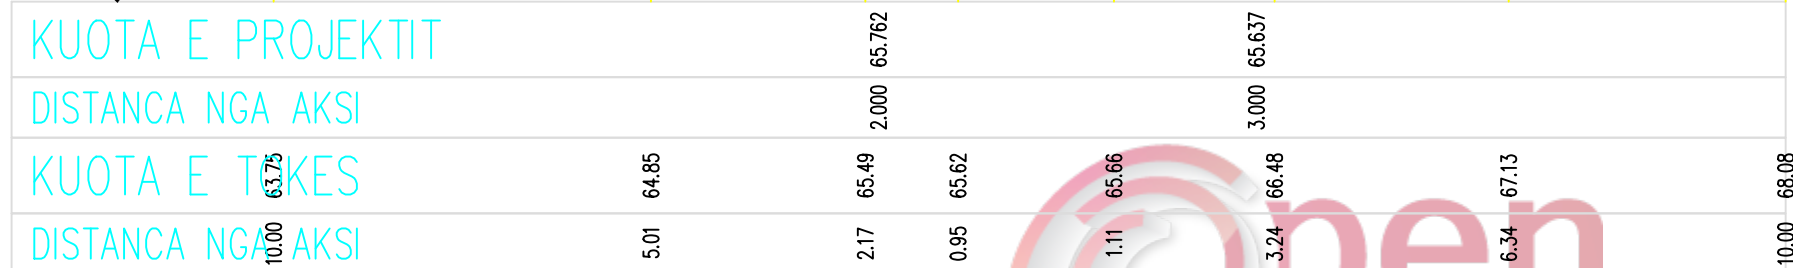 KUOTA E PROJEKTIT 65.762 65.637
DISTANCA NGA AKSI 2.000 3.000
KUOTA E TOKES 63.75 64.85 65.49 65.62 65.66 66.48 67.13 68.08
DISTANCA NGA AKSI 10.00 5.01 2.17 0.95 1.11 3.24 6.34 10.00
Open